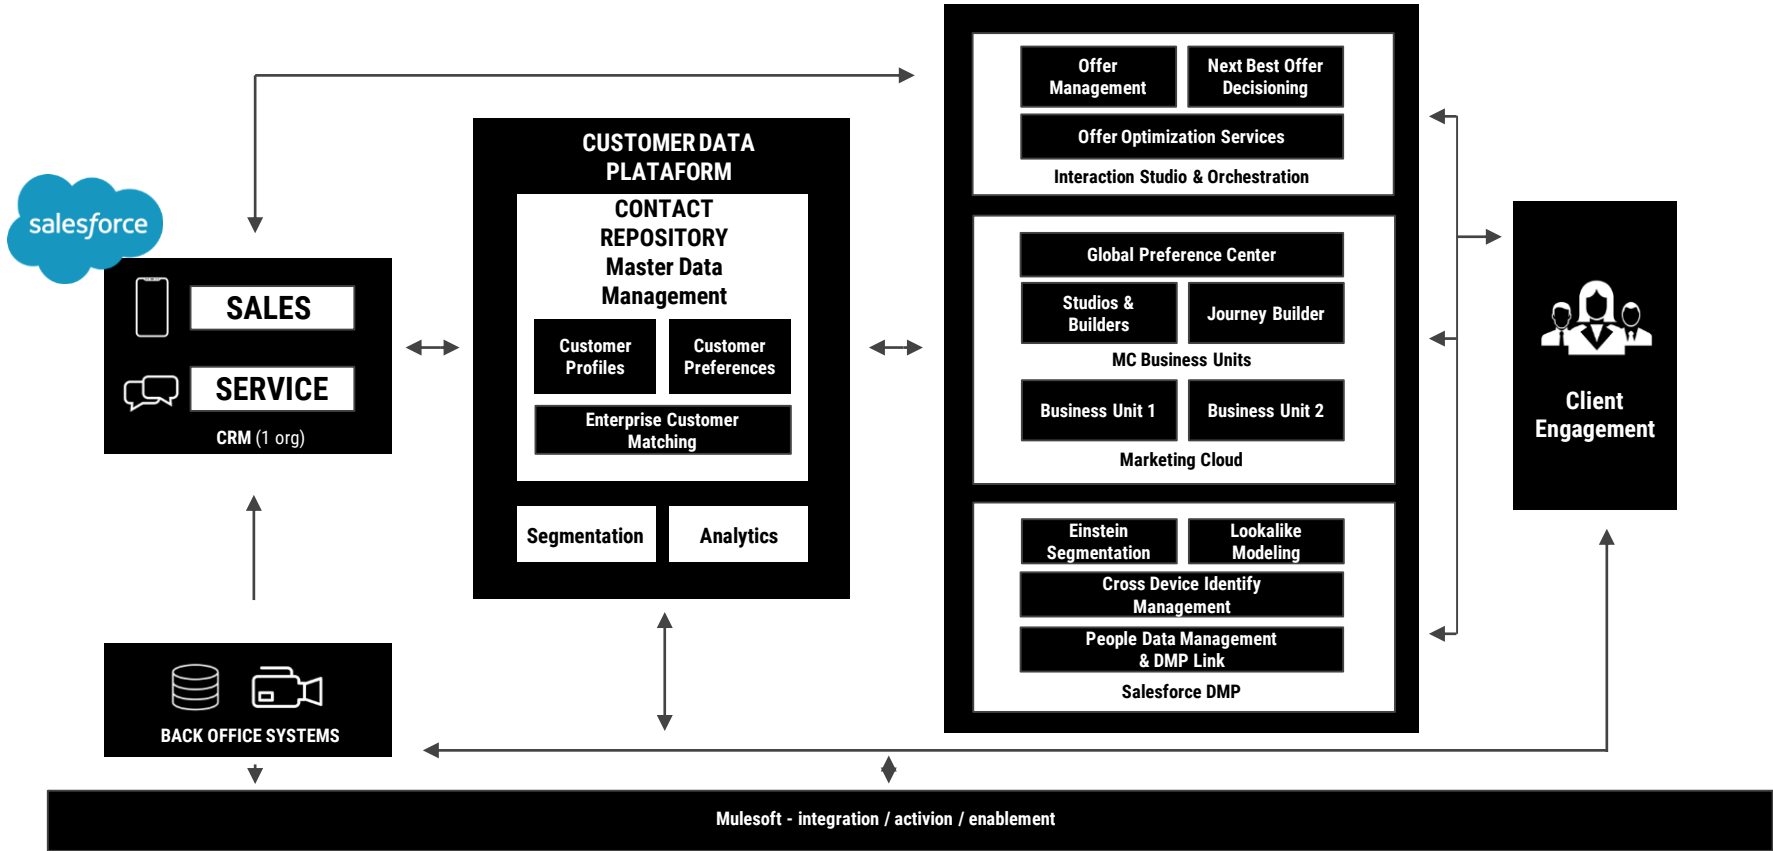 salesforce
SALES
SERVICE
CRM (1 org)
BACK OFFICE SYSTEMS
CUSTOMER DATA
PLATAFORM
CONTACT
REPOSITORY
Master Data
Management
Customer
Profiles
Customer
Preferences
Enterprise Customer
Matching
Segmentation
Analytics
Offer
Management
Next Best Offer
Decisioning
Offer Optimization Services
Interaction Studio & Orchestration
Global Preference Center
Studios &
Builders
Journey Builder
MC Business Units
Business Unit 1
Business Unit 2
Marketing Cloud
Einstein
Segmentation
Lookalike
Modeling
Cross Device Identify
Management
People Data Management
& DMP Link
Salesforce DMP
Client
Engagement
Mulesoft - integration / activion / enablement